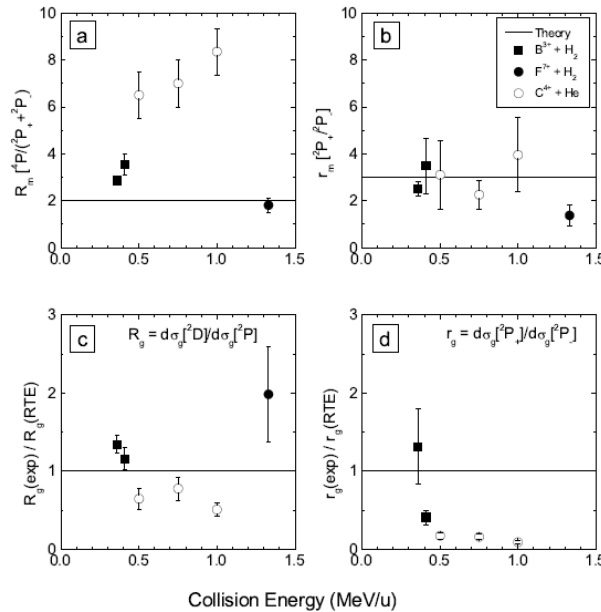 a
b
Theory
B³⁺ + H₂
F⁷⁺ + H₂
C⁴⁺ + He
R_m [⁴P/(²P₊+²P₋)
r_m [²P₊/²P₋]
10
8
6
4
2
0
0.0 0.5 1.0 1.5
10
8
6
4
2
0
0.0 0.5 1.0 1.5
c
R_g = dσ_g[²D]/dσ_g[²P]
d
r_g = dσ_g[²P₊]/dσ_g[²P₋]
R_g(exp) / R_g(RTE)
r_g(exp) / r_g(RTE)
3
2
1
0
0.0 0.5 1.0 1.5
3
2
1
0
0.0 0.5 1.0 1.5
Collision Energy (MeV/u)